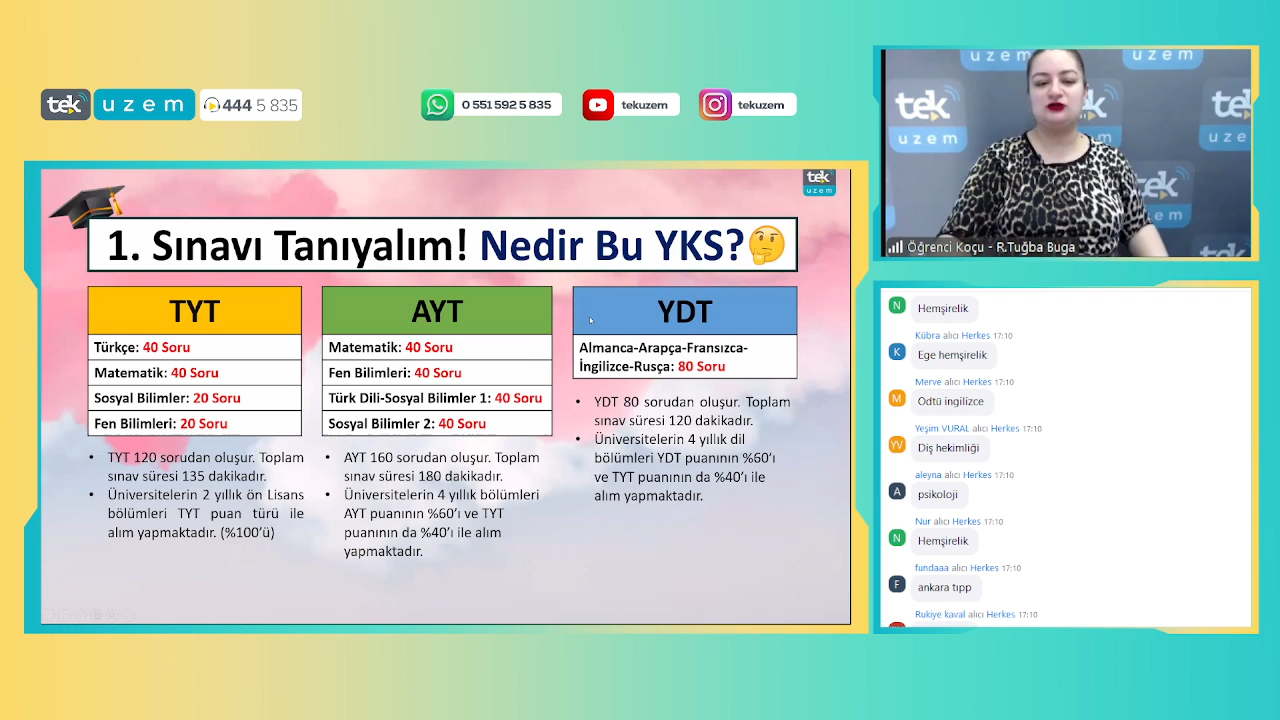 tek
uzem
444 5 835
0 551 592 5 835
tekuzem
tekuzem
tek
uzem
1. Sınavı Tanıyalım! Nedir Bu YKS?
TYT
Türkçe: 40 Soru
Matematik: 40 Soru
Sosyal Bilimler: 20 Soru
Fen Bilimleri: 20 Soru
• TYT 120 sorudan oluşur. Toplam
sınav süresi 135 dakikadır.
• Üniversitelerin 2 yıllık ön Lisans
bölümleri TYT puan türü ile
alım yapmaktadır. (%100’ü)
AYT
Matematik: 40 Soru
Fen Bilimleri: 40 Soru
Türk Dili-Sosyal Bilimler 1: 40 Soru
Sosyal Bilimler 2: 40 Soru
• AYT 160 sorudan oluşur. Toplam
sınav süresi 180 dakikadır.
• Üniversitelerin 4 yıllık bölümleri
AYT puanının %60’ı ve TYT
puanının da %40’ı ile alım
yapmaktadır.
YDT
Almanca-Arapça-Fransızca-
İngilizce-Rusça: 80 Soru
• YDT 80 sorudan oluşur. Toplam
sınav süresi 120 dakikadır.
• Üniversitelerin 4 yıllık dil
bölümleri YDT puanının %60’ı
ve TYT puanının da %40’ı ile
alım yapmaktadır.
uzem
uzem
tek
uzem
tek
uze
Öğrenci Koçu - R.Tuğba Buga
N
Hemşirelik
Kübra alıcı Herkes 17:10
K
Ege hemşirelik
Merve alıcı Herkes 17:10
M
Odtü ingilizce
Yeşim VURAL alıcı Herkes 17:10
YV
Diş hekimliği
aleyna alıcı Herkes 17:10
A
psikoloji
Nur alıcı Herkes 17:10
N
Hemşirelik
fundaaa alıcı Herkes 17:10
F
ankara tıpp
Rukiye kaval alıcı Herkes 17:10